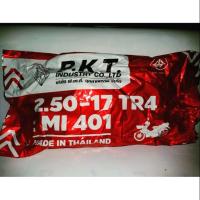 P.K.T
INDUSTRY CO.,LTD
2.50-17 TR4
MI 401
MADE IN THAILAND